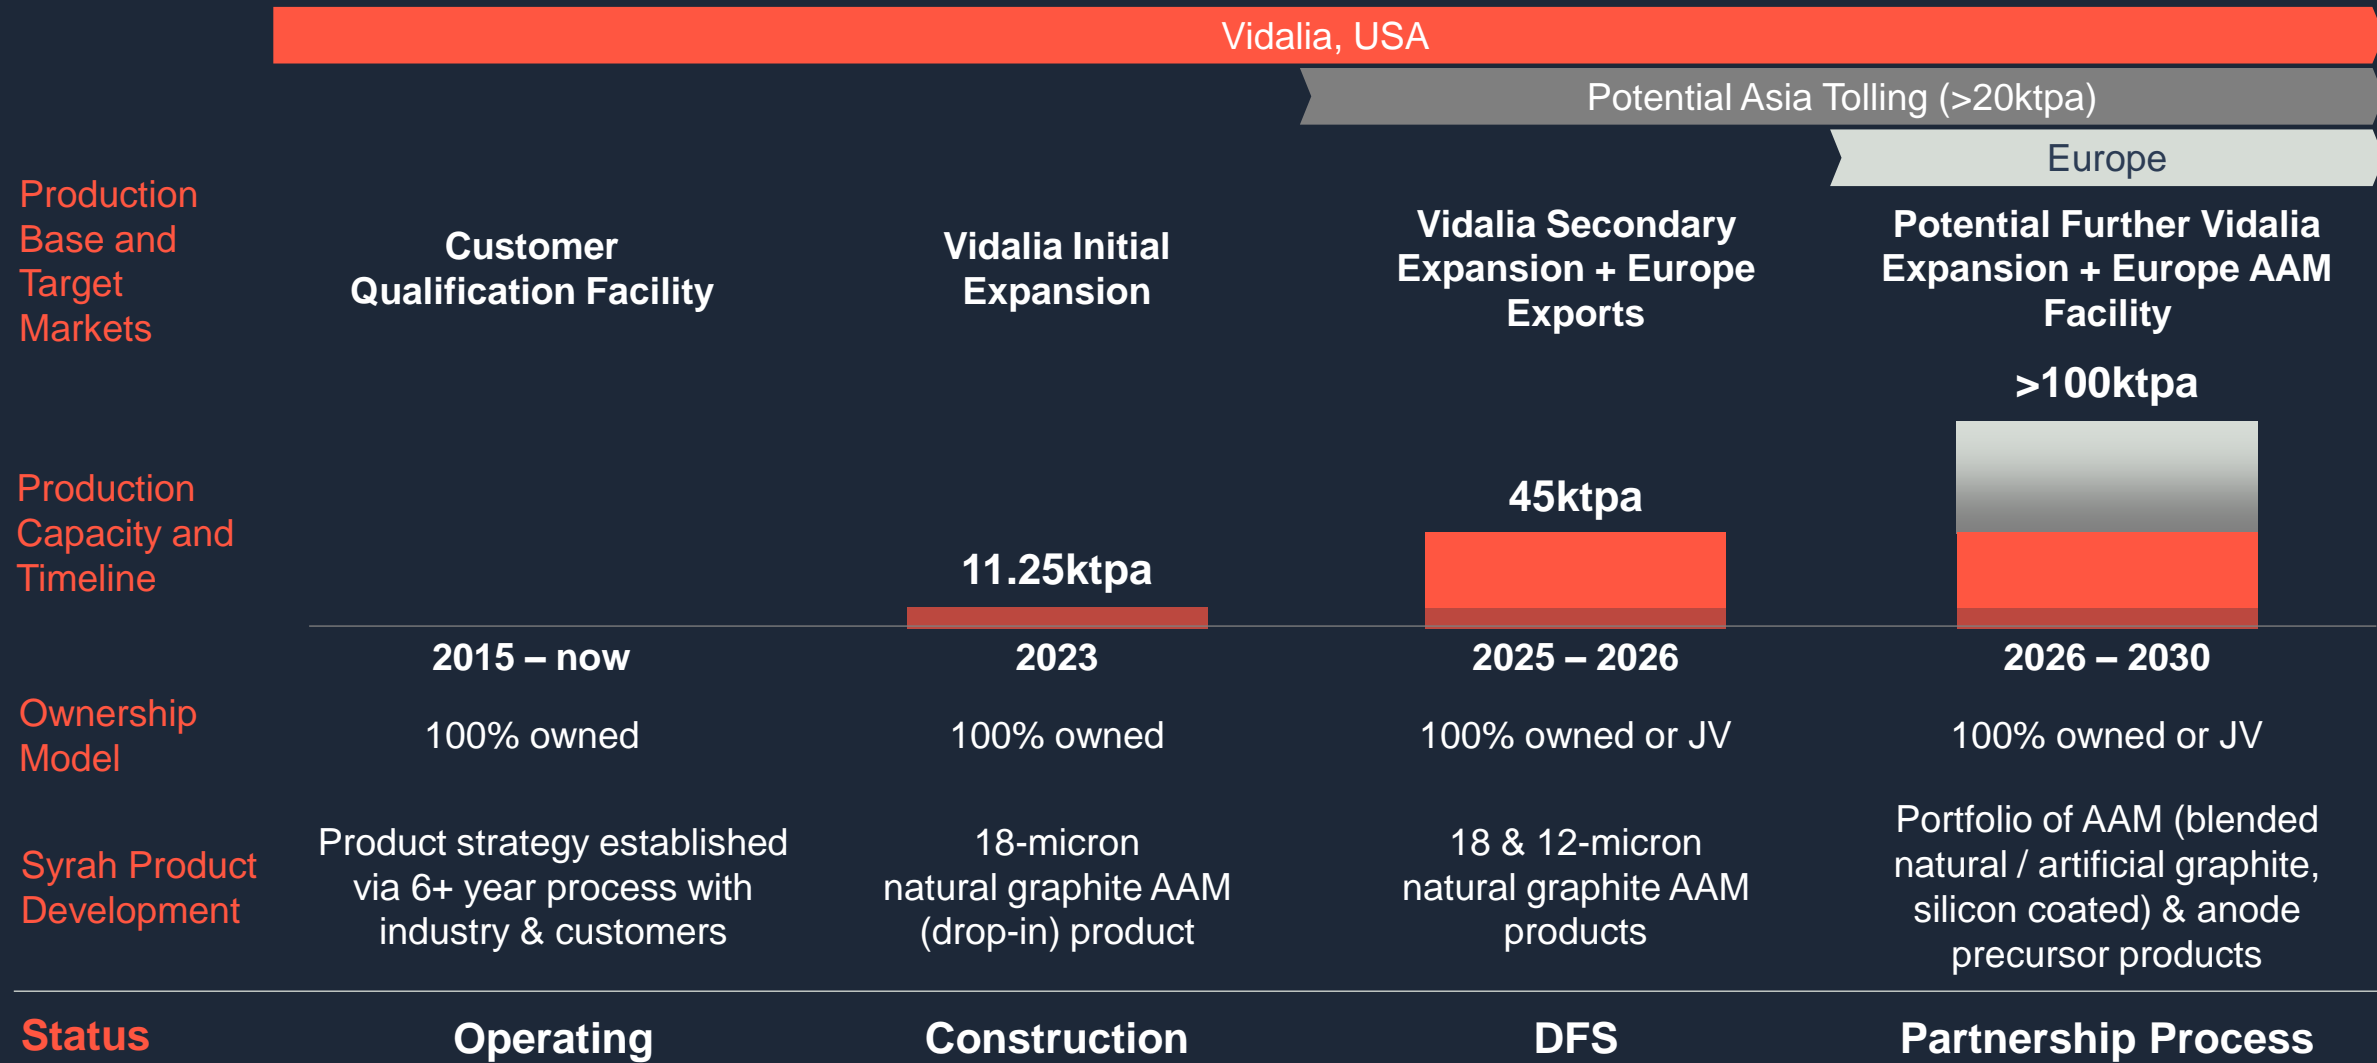 Vidalia, USA
Potential Asia Tolling (>20ktpa)
Europe
Production
Base and
Target
Markets
Customer
Qualification Facility
Vidalia Initial
Expansion
Vidalia Secondary
Expansion + Europe
Exports
Potential Further Vidalia
Expansion + Europe AAM
Facility
Production
Capacity and
Timeline
11.25ktpa
45ktpa
>100ktpa
2015 – now
2023
2025 – 2026
2026 – 2030
Ownership
Model
100% owned
100% owned
100% owned or JV
100% owned or JV
Syrah Product
Development
Product strategy established
via 6+ year process with
industry & customers
18-micron
natural graphite AAM
(drop-in) product
18 & 12-micron
natural graphite AAM
products
Portfolio of AAM (blended
natural / artificial graphite,
silicon coated) & anode
precursor products
Status
Operating
Construction
DFS
Partnership Process